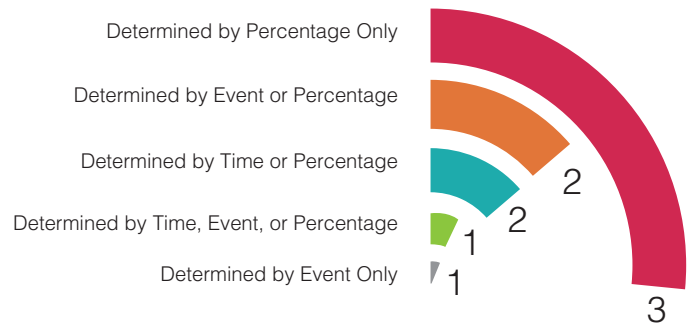 Determined by Percentage Only
Determined by Event or Percentage
Determined by Time or Percentage
Determined by Time, Event, or Percentage
Determined by Event Only
2
2
1
1
3